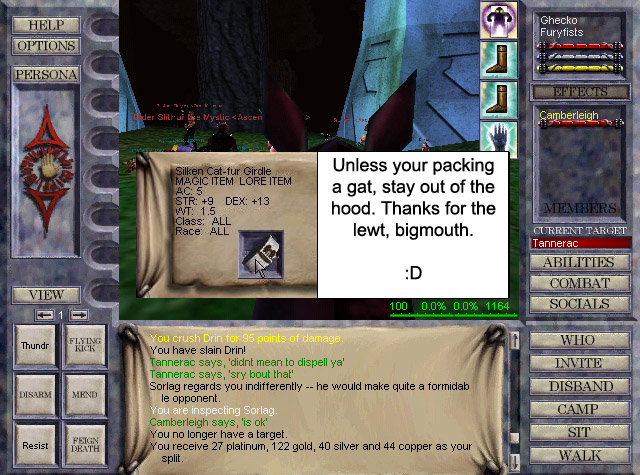 HELP
OPTIONS
PERSONA
VIEW
1
Thundr
FLYING KICK
DISARM
MEND
Resist
FEIGN DEATH
Elder Slithar the Mystic <Ascen
>
Silken Cat-fur Girdle
MAGIC ITEM LORE ITEM
AC: 5
STR: +9 DEX: +13
WT: 1.5
Class: ALL
Race: ALL
Unless your packing
a gat, stay out of the
hood. Thanks for the
lewt, bigmouth.
:D
100 0.0% 0.0% 1164
You crush Drin for 95 points of damage.
You have slain Drin!
Tannerac says, 'didnt mean to dispell ya'
Tannerac says, 'sry bout that'
Sorlag regards you indifferently -- he would make quite a formidab
le opponent.
You are inspecting Sorlag.
Camberleigh says, 'is ok'
You no longer have a target.
You receive 27 platinum, 122 gold, 40 silver and 44 copper as your
split.
Ghecko
Furyfists
EFFECTS
Camberleigh
MEMBERS
CURRENT TARGET
Tannerac
ABILITIES
COMBAT
SOCIALS
WHO
INVITE
DISBAND
CAMP
SIT
WALK